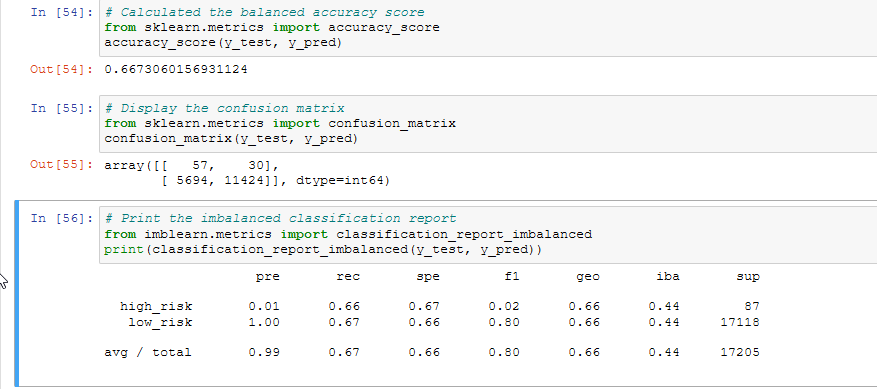 In [54]: # Calculated the balanced accuracy score
from sklearn.metrics import accuracy_score
accuracy_score(y_test, y_pred)
Out[54]: 0.6673060156931124
In [55]: # Display the confusion matrix
from sklearn.metrics import confusion_matrix
confusion_matrix(y_test, y_pred)
Out[55]: array([[   57,    30],
       [ 5694, 11424]], dtype=int64)
In [56]: # Print the imbalanced classification report
from imblearn.metrics import classification_report_imbalanced
print(classification_report_imbalanced(y_test, y_pred))
pre rec spe f1 geo iba sup
high_risk 0.01 0.66 0.67 0.02 0.66 0.44 87
low_risk 1.00 0.67 0.66 0.80 0.66 0.44 17118
avg / total 0.99 0.67 0.66 0.80 0.66 0.44 17205